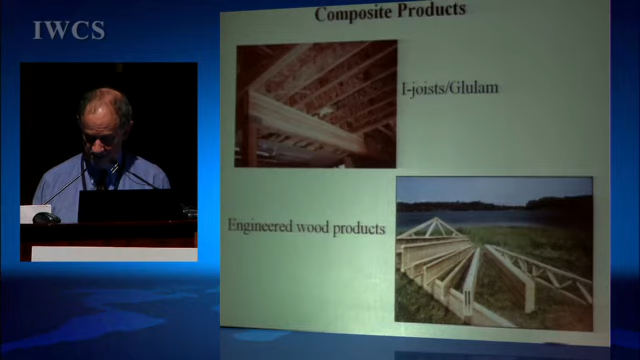 IWCS
Composite Products
I-joists/Glulam
Engineered wood products